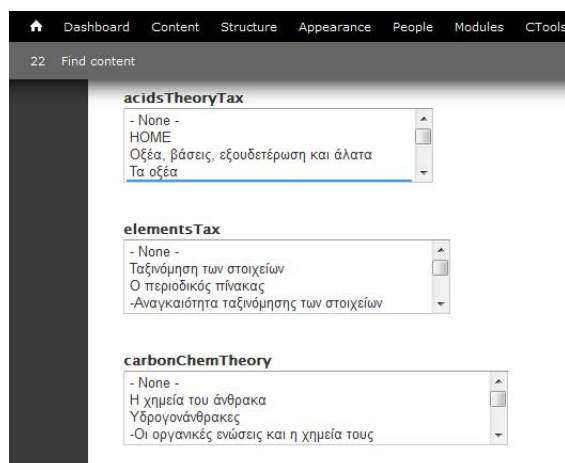 Dashboard Content Structure Appearance People Modules CTools
22 Find content
acidsTheoryTax
- None -
HOME
Οξέα, βάσεις, εξουδετέρωση και άλατα
Τα οξέα
elementsTax
- None -
Ταξινόμηση των στοιχείων
Ο περιοδικός πίνακας
-Αναγκαιότητα ταξινόμησης των στοιχείων
carbonChemTheory
- None -
Η χημεία του άνθρακα
Υδρογονάνθρακες
-Οι οργανικές ενώσεις και η χημεία τους